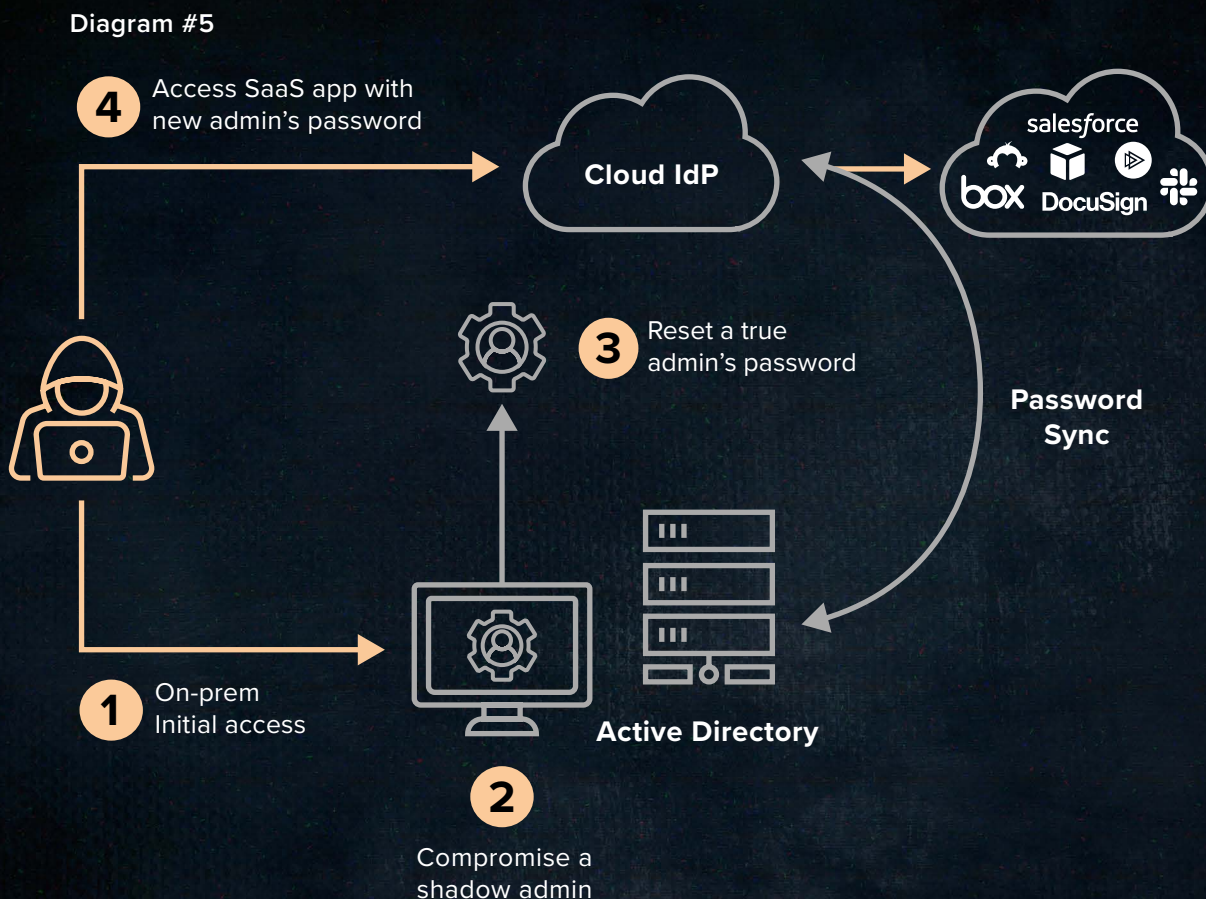 Diagram #5
4
Access SaaS app with
new admin's password
Cloud IdP
salesforce
box
DocuSign
3
Reset a true
admin's password
Password
Sync
1
On-prem
Initial access
Active Directory
2
Compromise a
shadow admin